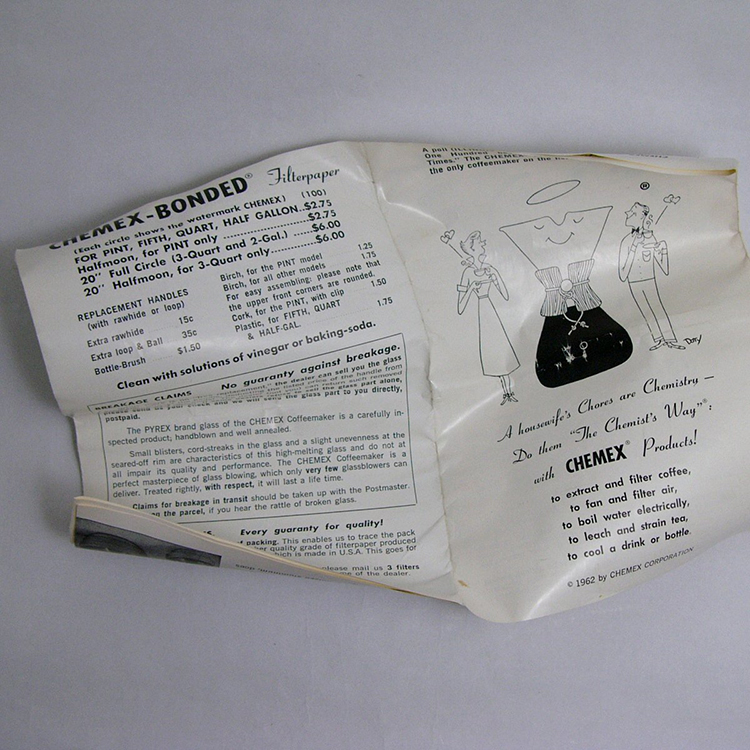 CHEMEX-BONDED® Filterpaper
(Each circle shows the watermark CHEMEX) (100)
FOR PINT, FIFTH, QUART, HALF GALLON..$2.75
Halfmoon, for PINT only ................ $2.75
20" Full Circle (3-Quart and 2-Gal.) ...... $6.00
20" Halfmoon, for 3-Quart only........... $6.00
REPLACEMENT HANDLES
(with rawhide or loop)
Extra rawhide 15c
Extra loop & Ball 35c
Bottle-Brush $1.50
Birch, for the PINT model 1.25
Birch, for all other models 1.75
For easy assembling: please note that
the upper front corners are rounded.
Cork, for the PINT, with clip 1.50
Plastic, for FIFTH, QUART
& HALF-GAL. 1.75
Clean with solutions of vinegar or baking-soda.
BREAKAGE CLAIMS No guaranty against breakage.
the dealer can sell you the glass
the glass part alone,
the glass part to you directly,
postpaid.
The PYREX brand glass of the CHEMEX Coffeemaker is a carefully in-
spected product; handblown and well annealed.
Small blisters, cord-streaks in the glass and a slight unevenness at the
seared-off rim are characteristics of this high-melting glass and do not at
all impair its quality and performance. The CHEMEX Coffeemaker is a
perfect masterpiece of glass blowing, which only very few glassblowers can
deliver. Treated rightly, with respect, it will last a life time.
Claims for breakage in transit should be taken up with the Postmaster.
on the parcel, if you hear the rattle of broken glass.
Every guaranty for quality!
packing. This enables us to trace the pack
quality grade of filterpaper produced
which is made in U.S.A. This goes for
please mail us 3 filters
of the dealer.
A poll
One Hundred
Times." The CHEMEX
the only coffeemaker on the
®
A housewife's Chores are Chemistry —
Do them "The Chemist's Way"®:
with CHEMEX® Products!
to extract and filter coffee,
to fan and filter air,
to boil water electrically,
to leach and strain tea,
to cool a drink or bottle.
© 1962 by CHEMEX CORPORATION